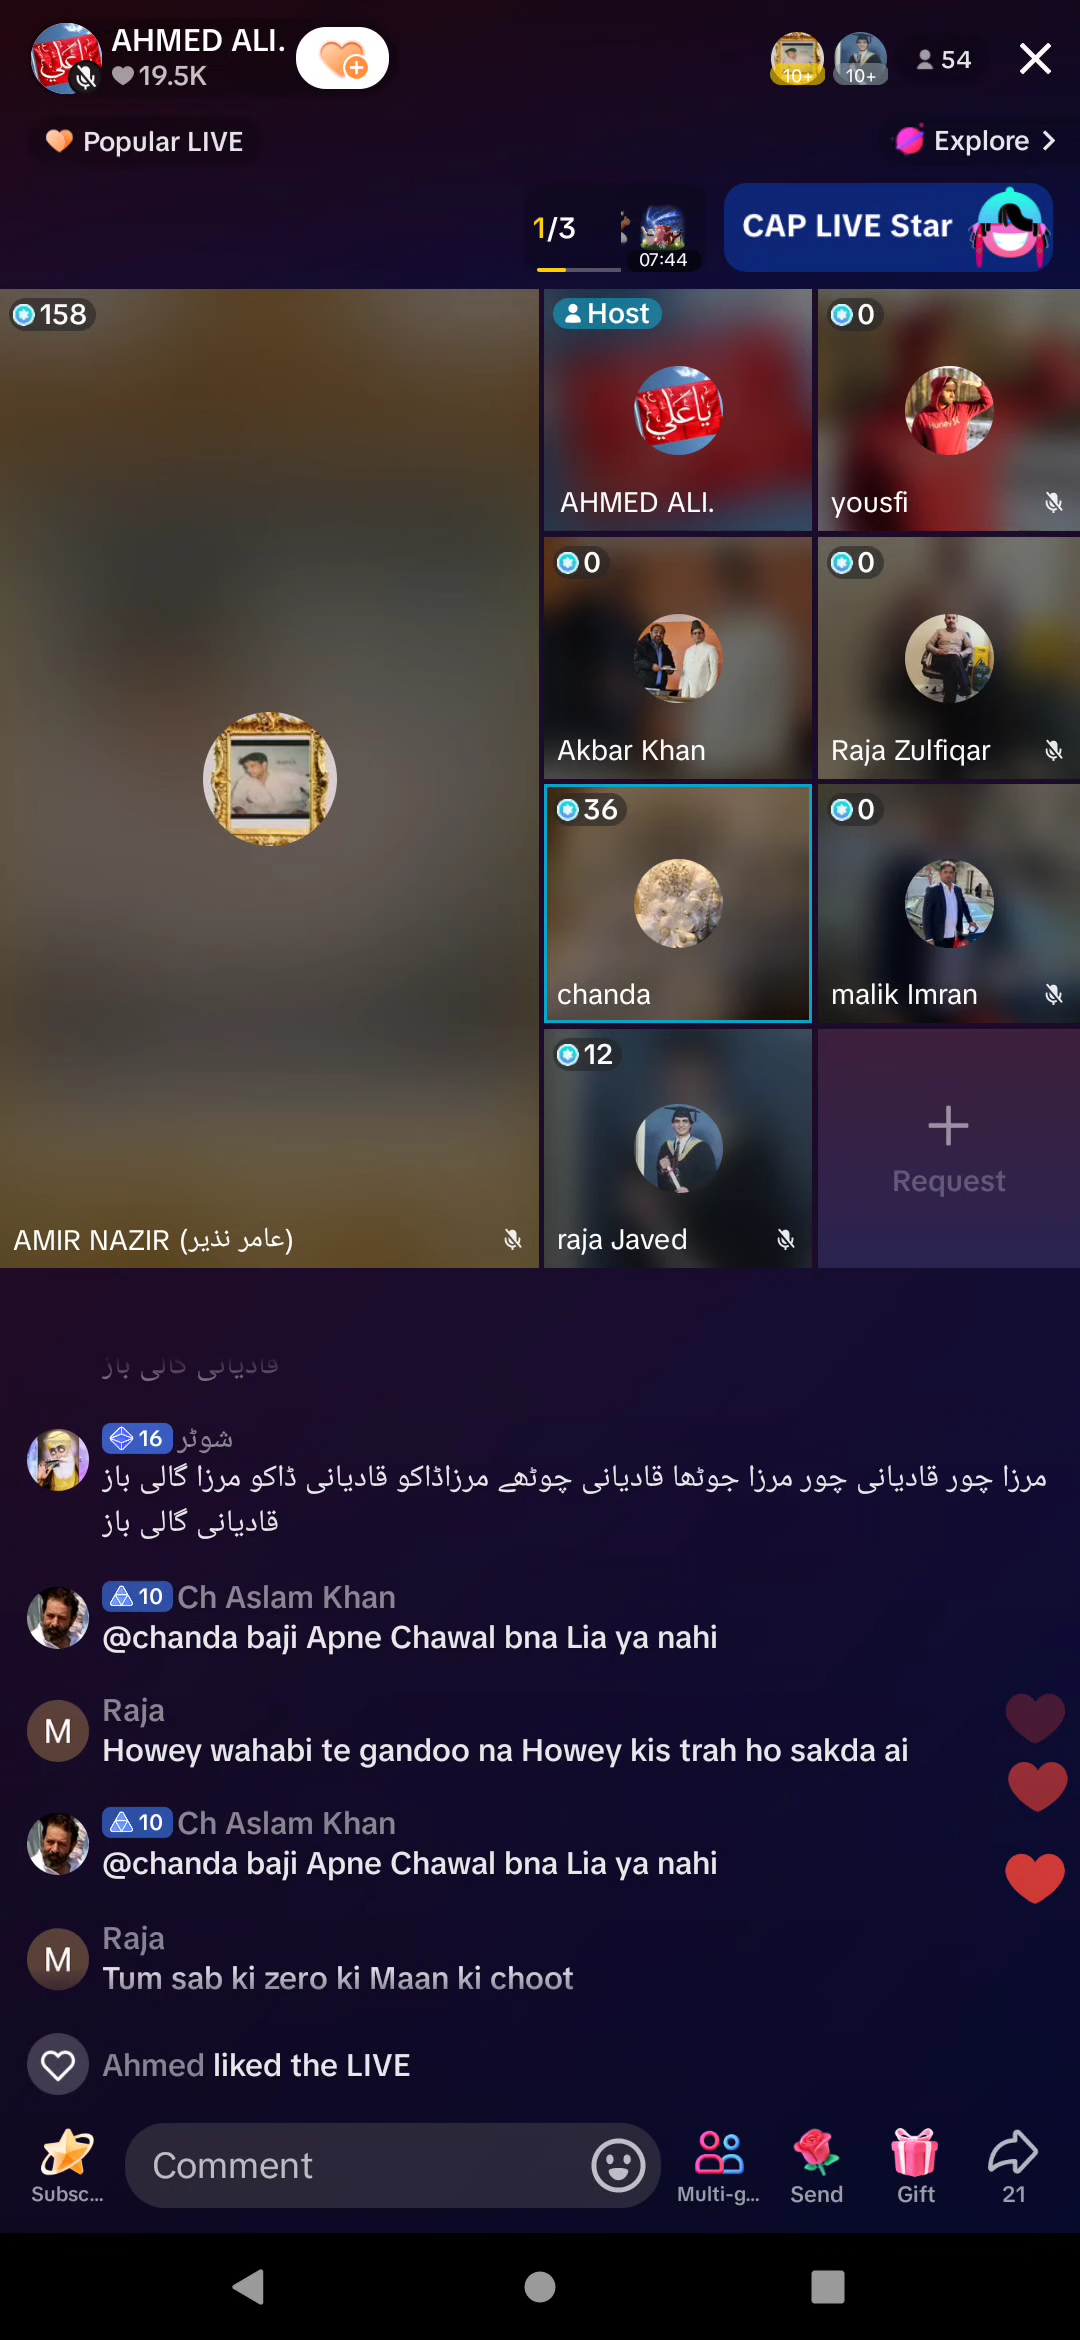 AHMED ALI.
19.5K
10+
10+
54
Popular LIVE
Explore
1/3
07:44
CAP LIVE Star
158
Host
0
ياعلي
Hurley
AHMED ALI.
yousfi
0
0
Akbar Khan
Raja Zulfiqar
36
0
chanda
malik Imran
12
Request
AMIR NAZIR (عامر نذیر)
raja Javed
قادیانی گالی باز
16 شوٹر
مرزا چور قادیانی چور مرزا جوٹھا قادیانی چوٹھے مرزاڈاکو قادیانی ڈاکو مرزا گالی باز
قادیانی گالی باز
10 Ch Aslam Khan
@chanda baji Apne Chawal bna Lia ya nahi
M
Raja
Howey wahabi te gandoo na Howey kis trah ho sakda ai
10 Ch Aslam Khan
@chanda baji Apne Chawal bna Lia ya nahi
M
Raja
Tum sab ki zero ki Maan ki choot
Ahmed liked the LIVE
Comment
Subsc...
Multi-g...
Send
Gift
21